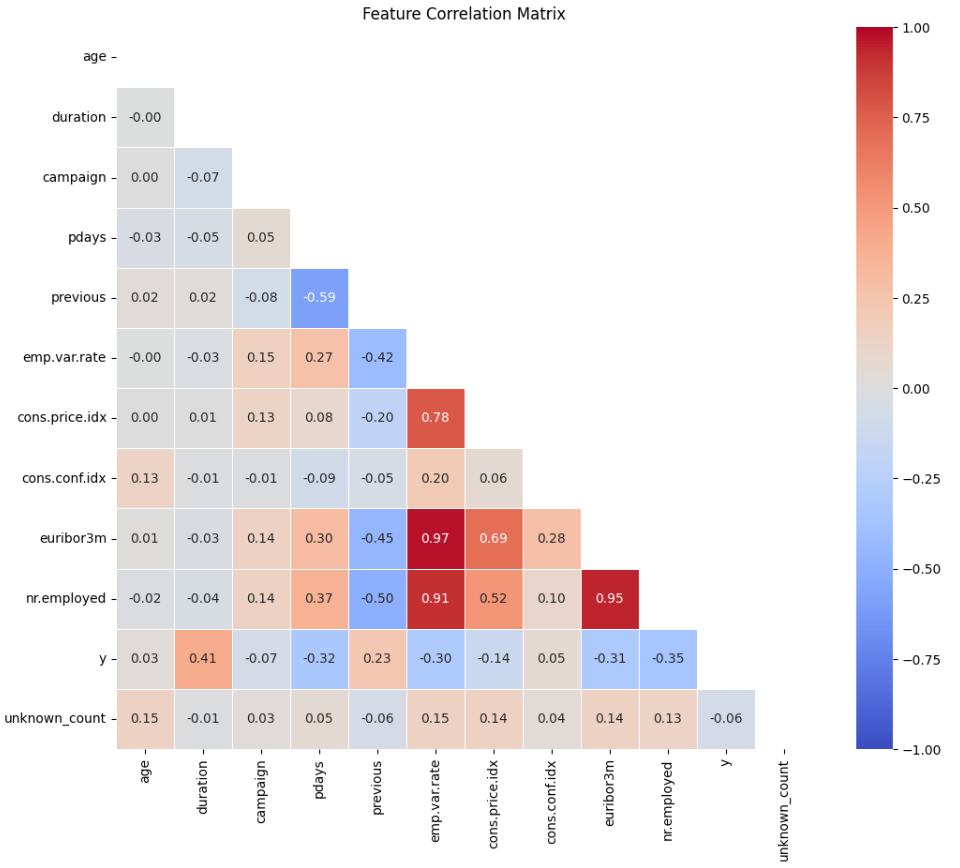 Feature Correlation Matrix
1.00
age
duration -0.00
0.75
campaign 0.00 -0.07
0.50
pdays -0.03 -0.05 0.05
previous 0.02 0.02 -0.08 -0.59
0.25
emp.var.rate -0.00 -0.03 0.15 0.27 -0.42
0.00
cons.price.idx 0.00 0.01 0.13 0.08 -0.20 0.78
cons.conf.idx 0.13 -0.01 -0.01 -0.09 -0.05 0.20 0.06
−0.25
euribor3m 0.01 -0.03 0.14 0.30 -0.45 0.97 0.69 0.28
−0.50
nr.employed -0.02 -0.04 0.14 0.37 -0.50 0.91 0.52 0.10 0.95
y 0.03 0.41 -0.07 -0.32 0.23 -0.30 -0.14 0.05 -0.31 -0.35
−0.75
unknown_count 0.15 -0.01 0.03 0.05 -0.06 0.15 0.14 0.04 0.14 0.13 -0.06
−1.00
age duration campaign pdays previous emp.var.rate cons.price.idx cons.conf.idx euribor3m nr.employed y unknown_count